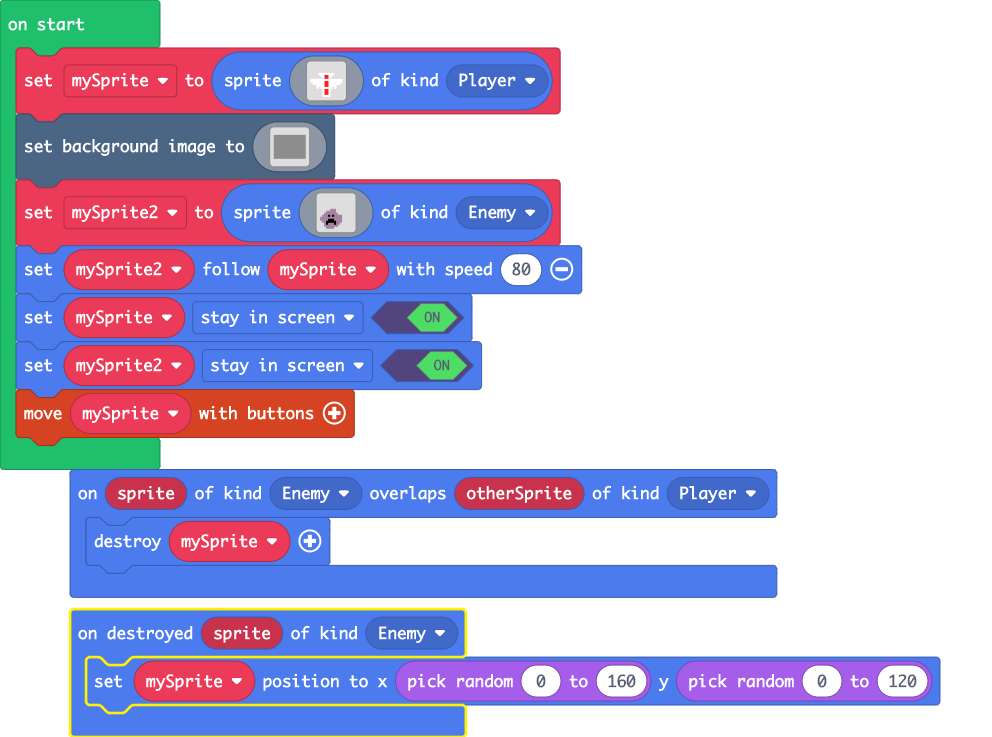 on start
set mySprite to sprite of kind Player
set background image to
set mySprite2 to sprite of kind Enemy
set mySprite2 follow mySprite with speed 80
set mySprite stay in screen ON
set mySprite2 stay in screen ON
move mySprite with buttons
on sprite of kind Enemy overlaps otherSprite of kind Player
destroy mySprite
on destroyed sprite of kind Enemy
set mySprite position to x pick random 0 to 160 y pick random 0 to 120